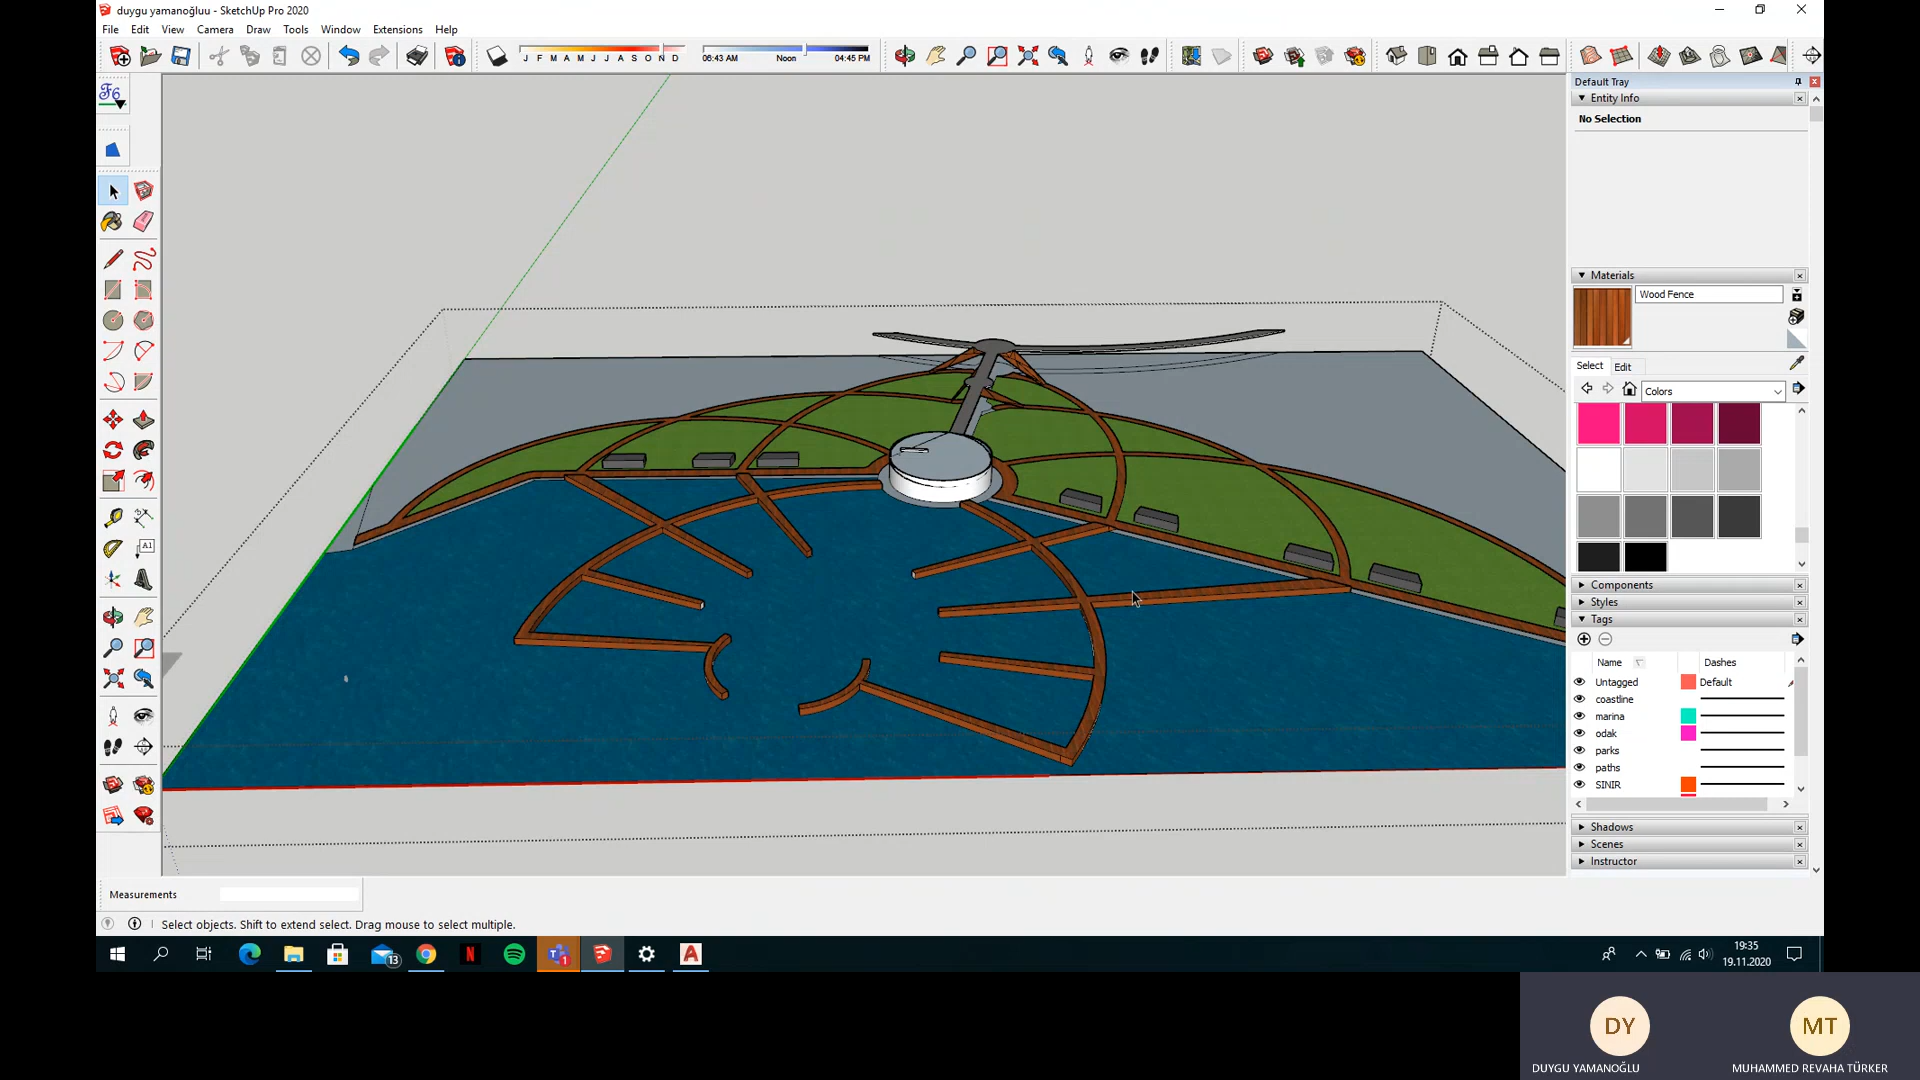 duygu yamanoğluu - SketchUp Pro 2020
File Edit View Camera Draw Tools Window Extensions Help
J F M A M J J A S O N D 06:43 AM Noon 04:45 PM
Default Tray
Entity Info
No Selection
Materials
Wood Fence
Select Edit
Colors
Components
Styles
Tags
Name Dashes
Untagged Default
coastline
marina
odak
parks
paths
SINIR
Shadows
Scenes
Instructor
A1
Measurements
Select objects. Shift to extend select. Drag mouse to select multiple.
13
1
19:35
19.11.2020
DY MT
DUYGU YAMANOĞLU MUHAMMED REVAHA TÜRKER